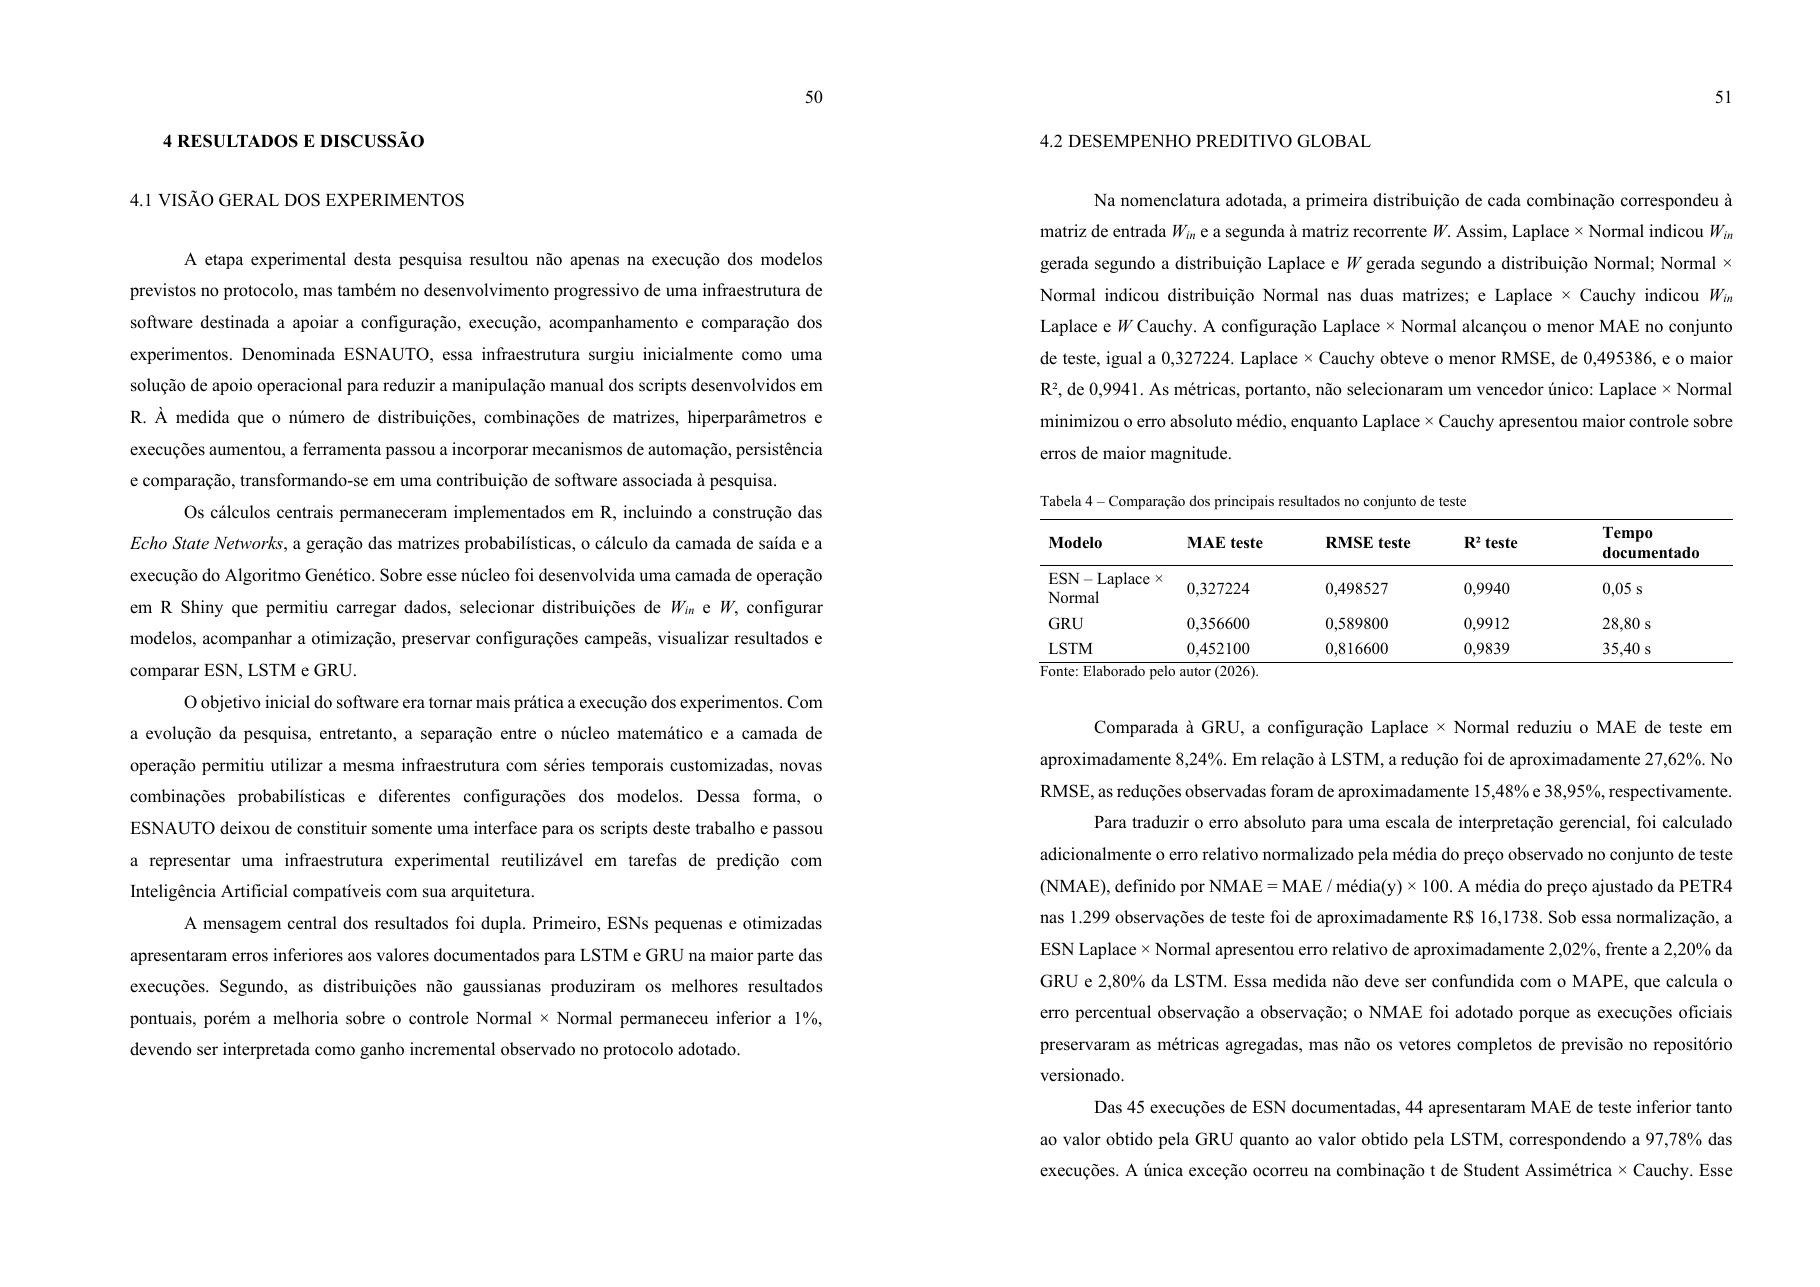 50
4 RESULTADOS E DISCUSSÃO
4.1 VISÃO GERAL DOS EXPERIMENTOS
A etapa experimental desta pesquisa resultou não apenas na execução dos modelos
previstos no protocolo, mas também no desenvolvimento progressivo de uma infraestrutura de
software destinada a apoiar a configuração, execução, acompanhamento e comparação dos
experimentos. Denominada ESNAUTO, essa infraestrutura surgiu inicialmente como uma
solução de apoio operacional para reduzir a manipulação manual dos scripts desenvolvidos em
R. À medida que o número de distribuições, combinações de matrizes, hiperparâmetros e
execuções aumentou, a ferramenta passou a incorporar mecanismos de automação, persistência
e comparação, transformando-se em uma contribuição de software associada à pesquisa.
Os cálculos centrais permaneceram implementados em R, incluindo a construção das
Echo State Networks, a geração das matrizes probabilísticas, o cálculo da camada de saída e a
execução do Algoritmo Genético. Sobre esse núcleo foi desenvolvida uma camada de operação
em R Shiny que permitiu carregar dados, selecionar distribuições de Win e W, configurar
modelos, acompanhar a otimização, preservar configurações campeãs, visualizar resultados e
comparar ESN, LSTM e GRU.
O objetivo inicial do software era tornar mais prática a execução dos experimentos. Com
a evolução da pesquisa, entretanto, a separação entre o núcleo matemático e a camada de
operação permitiu utilizar a mesma infraestrutura com séries temporais customizadas, novas
combinações probabilísticas e diferentes configurações dos modelos. Dessa forma, o
ESNAUTO deixou de constituir somente uma interface para os scripts deste trabalho e passou
a representar uma infraestrutura experimental reutilizável em tarefas de predição com
Inteligência Artificial compatíveis com sua arquitetura.
A mensagem central dos resultados foi dupla. Primeiro, ESNs pequenas e otimizadas
apresentaram erros inferiores aos valores documentados para LSTM e GRU na maior parte das
execuções. Segundo, as distribuições não gaussianas produziram os melhores resultados
pontuais, porém a melhoria sobre o controle Normal × Normal permaneceu inferior a 1%,
devendo ser interpretada como ganho incremental observado no protocolo adotado.
51
4.2 DESEMPENHO PREDITIVO GLOBAL
Na nomenclatura adotada, a primeira distribuição de cada combinação correspondeu à
matriz de entrada Win e a segunda à matriz recorrente W. Assim, Laplace × Normal indicou Win
gerada segundo a distribuição Laplace e W gerada segundo a distribuição Normal; Normal ×
Normal indicou distribuição Normal nas duas matrizes; e Laplace × Cauchy indicou Win
Laplace e W Cauchy. A configuração Laplace × Normal alcançou o menor MAE no conjunto
de teste, igual a 0,327224. Laplace × Cauchy obteve o menor RMSE, de 0,495386, e o maior
R², de 0,9941. As métricas, portanto, não selecionaram um vencedor único: Laplace × Normal
minimizou o erro absoluto médio, enquanto Laplace × Cauchy apresentou maior controle sobre
erros de maior magnitude.
Tabela 4 – Comparação dos principais resultados no conjunto de teste
Modelo MAE teste RMSE teste R² teste Tempo documentado
ESN – Laplace × Normal 0,327224 0,498527 0,9940 0,05 s
GRU 0,356600 0,589800 0,9912 28,80 s
LSTM 0,452100 0,816600 0,9839 35,40 s
Fonte: Elaborado pelo autor (2026).
Comparada à GRU, a configuração Laplace × Normal reduziu o MAE de teste em
aproximadamente 8,24%. Em relação à LSTM, a redução foi de aproximadamente 27,62%. No
RMSE, as reduções observadas foram de aproximadamente 15,48% e 38,95%, respectivamente.
Para traduzir o erro absoluto para uma escala de interpretação gerencial, foi calculado
adicionalmente o erro relativo normalizado pela média do preço observado no conjunto de teste
(NMAE), definido por NMAE = MAE / média(y) × 100. A média do preço ajustado da PETR4
nas 1.299 observações de teste foi de aproximadamente R$ 16,1738. Sob essa normalização, a
ESN Laplace × Normal apresentou erro relativo de aproximadamente 2,02%, frente a 2,20% da
GRU e 2,80% da LSTM. Essa medida não deve ser confundida com o MAPE, que calcula o
erro percentual observação a observação; o NMAE foi adotado porque as execuções oficiais
preservaram as métricas agregadas, mas não os vetores completos de previsão no repositório
versionado.
Das 45 execuções de ESN documentadas, 44 apresentaram MAE de teste inferior tanto
ao valor obtido pela GRU quanto ao valor obtido pela LSTM, correspondendo a 97,78% das
execuções. A única exceção ocorreu na combinação t de Student Assimétrica × Cauchy. Esse